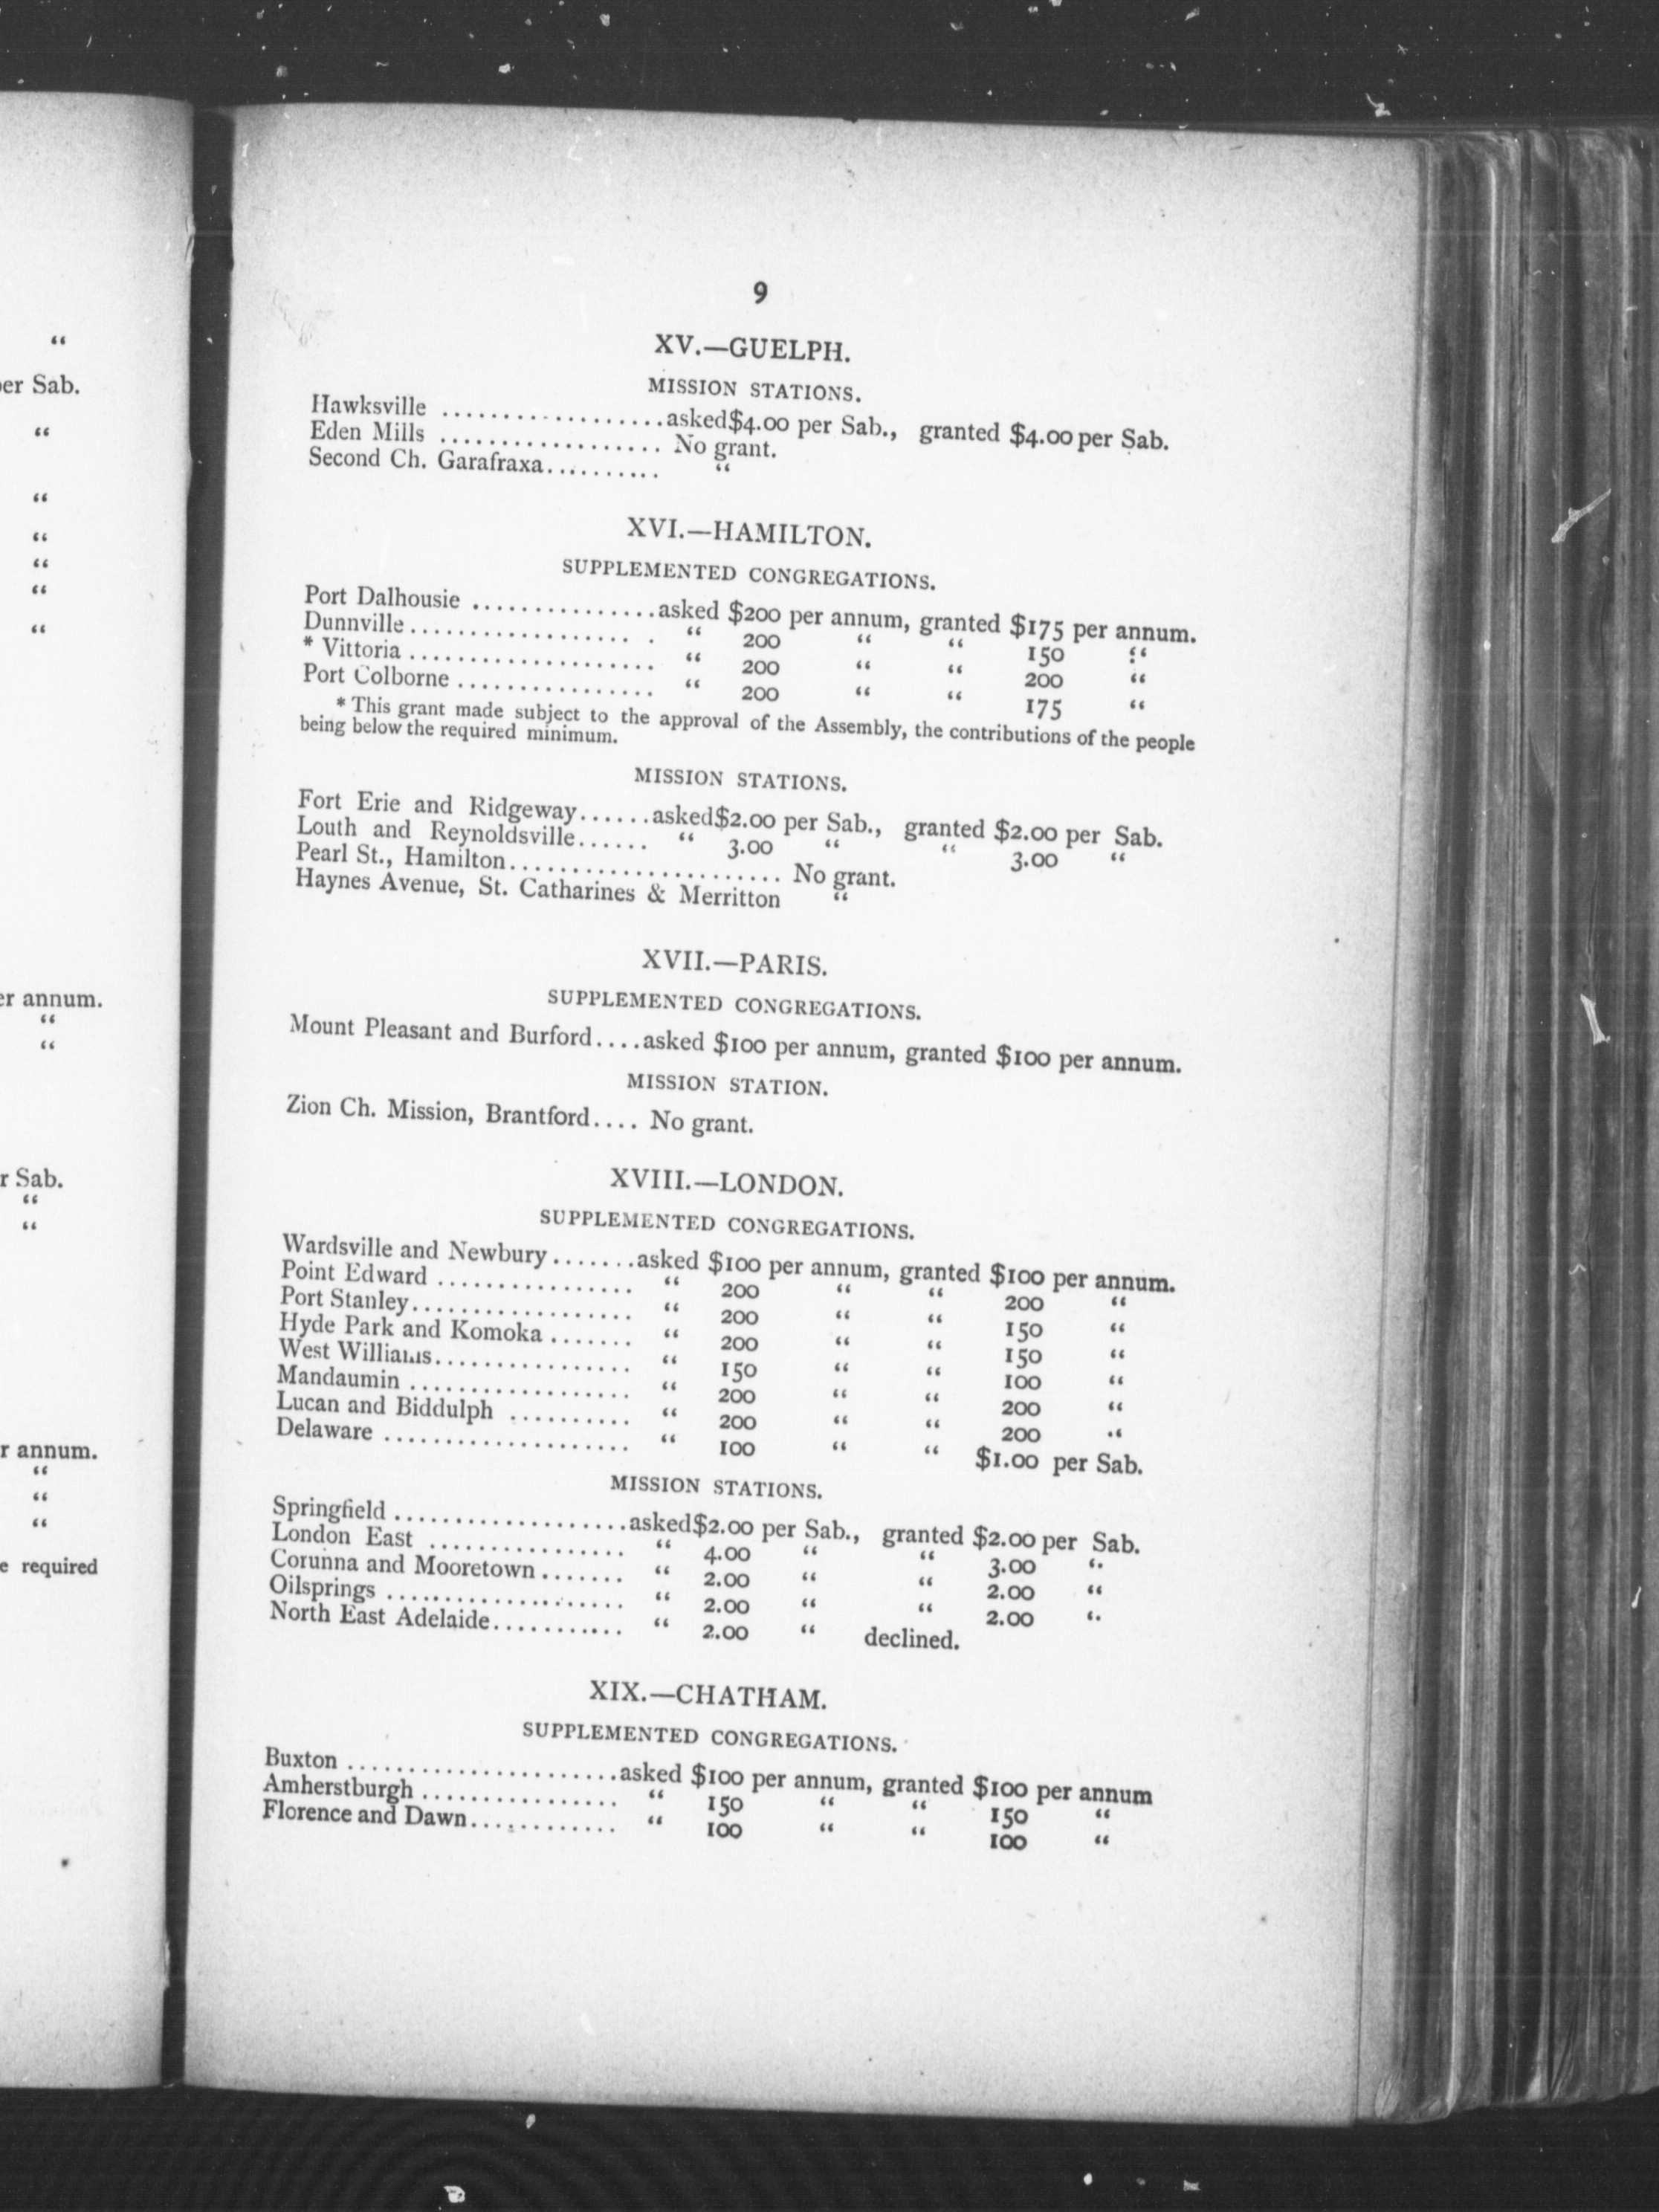 “
er Sab.
“
“
“
“
“
“
er annum.
“
“
r Sab.
“
“
r annum.
“
“
“
e required
9
XV.—GUELPH.
MISSION STATIONS.
Hawksville .................. asked $4.00 per Sab., granted $4.00 per Sab.
Eden Mills .................. No grant.
Second Ch. Garafraxa.......... “
XVI.—HAMILTON.
SUPPLEMENTED CONGREGATIONS.
Port Dalhousie ............... asked $200 per annum, granted $175 per annum.
Dunnville................... “ 200 “ “ 150 “
* Vittoria .................... “ 200 “ “ 200 “
Port Colborne ................ “ 200 “ “ 175 “
* This grant made subject to the approval of the Assembly, the contributions of the people
being below the required minimum.
MISSION STATIONS.
Fort Erie and Ridgeway...... asked $2.00 per Sab., granted $2.00 per Sab.
Louth and Reynoldsville...... “ 3.00 “ “ 3.00 “
Pearl St., Hamilton...................... No grant.
Haynes Avenue, St. Catharines & Merritton “
XVII.—PARIS.
SUPPLEMENTED CONGREGATIONS.
Mount Pleasant and Burford.... asked $100 per annum, granted $100 per annum.
MISSION STATION.
Zion Ch. Mission, Brantford.... No grant.
XVIII.—LONDON.
SUPPLEMENTED CONGREGATIONS.
Wardsville and Newbury....... asked $100 per annum, granted $100 per annum.
Point Edward ................ “ 200 “ “ 200 “
Port Stanley.................. “ 200 “ “ 150 “
Hyde Park and Komoka ....... “ 200 “ “ 150 “
West Williams................ “ 150 “ “ 100 “
Mandaumin .................. “ 200 “ “ 200 “
Lucan and Biddulph .......... “ 200 “ “ 200 “
Delaware .................... “ 100 “ “ $1.00 per Sab.
MISSION STATIONS.
Springfield ................... asked $2.00 per Sab., granted $2.00 per Sab.
London East ................ “ 4.00 “ “ 3.00 “
Corunna and Mooretown....... “ 2.00 “ “ 2.00 “
Oilsprings .................... “ 2.00 “ “ 2.00 “
North East Adelaide........... “ 2.00 “ declined.
XIX.—CHATHAM.
SUPPLEMENTED CONGREGATIONS.
Buxton ...................... asked $100 per annum, granted $100 per annum
Amherstburgh ................ “ 150 “ “ 150 “
Florence and Dawn............ “ 100 “ “ 100 “